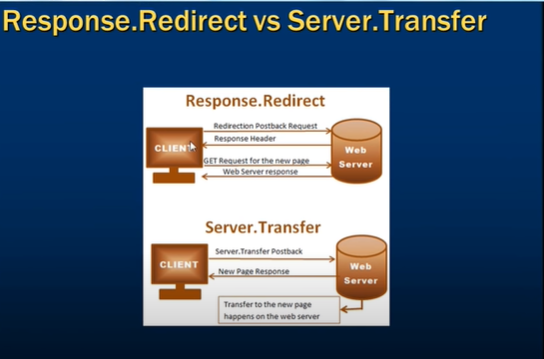 Response.Redirect vs Server.Transfer
Response.Redirect
Redirection Postback Request
Response Header
CLIENT
Web
Server
GET Request for the new page
Web Server response
Server.Transfer
Server.Transfer Postback
CLIENT
New Page Response
Web
Server
Transfer to the new page
happens on the web server